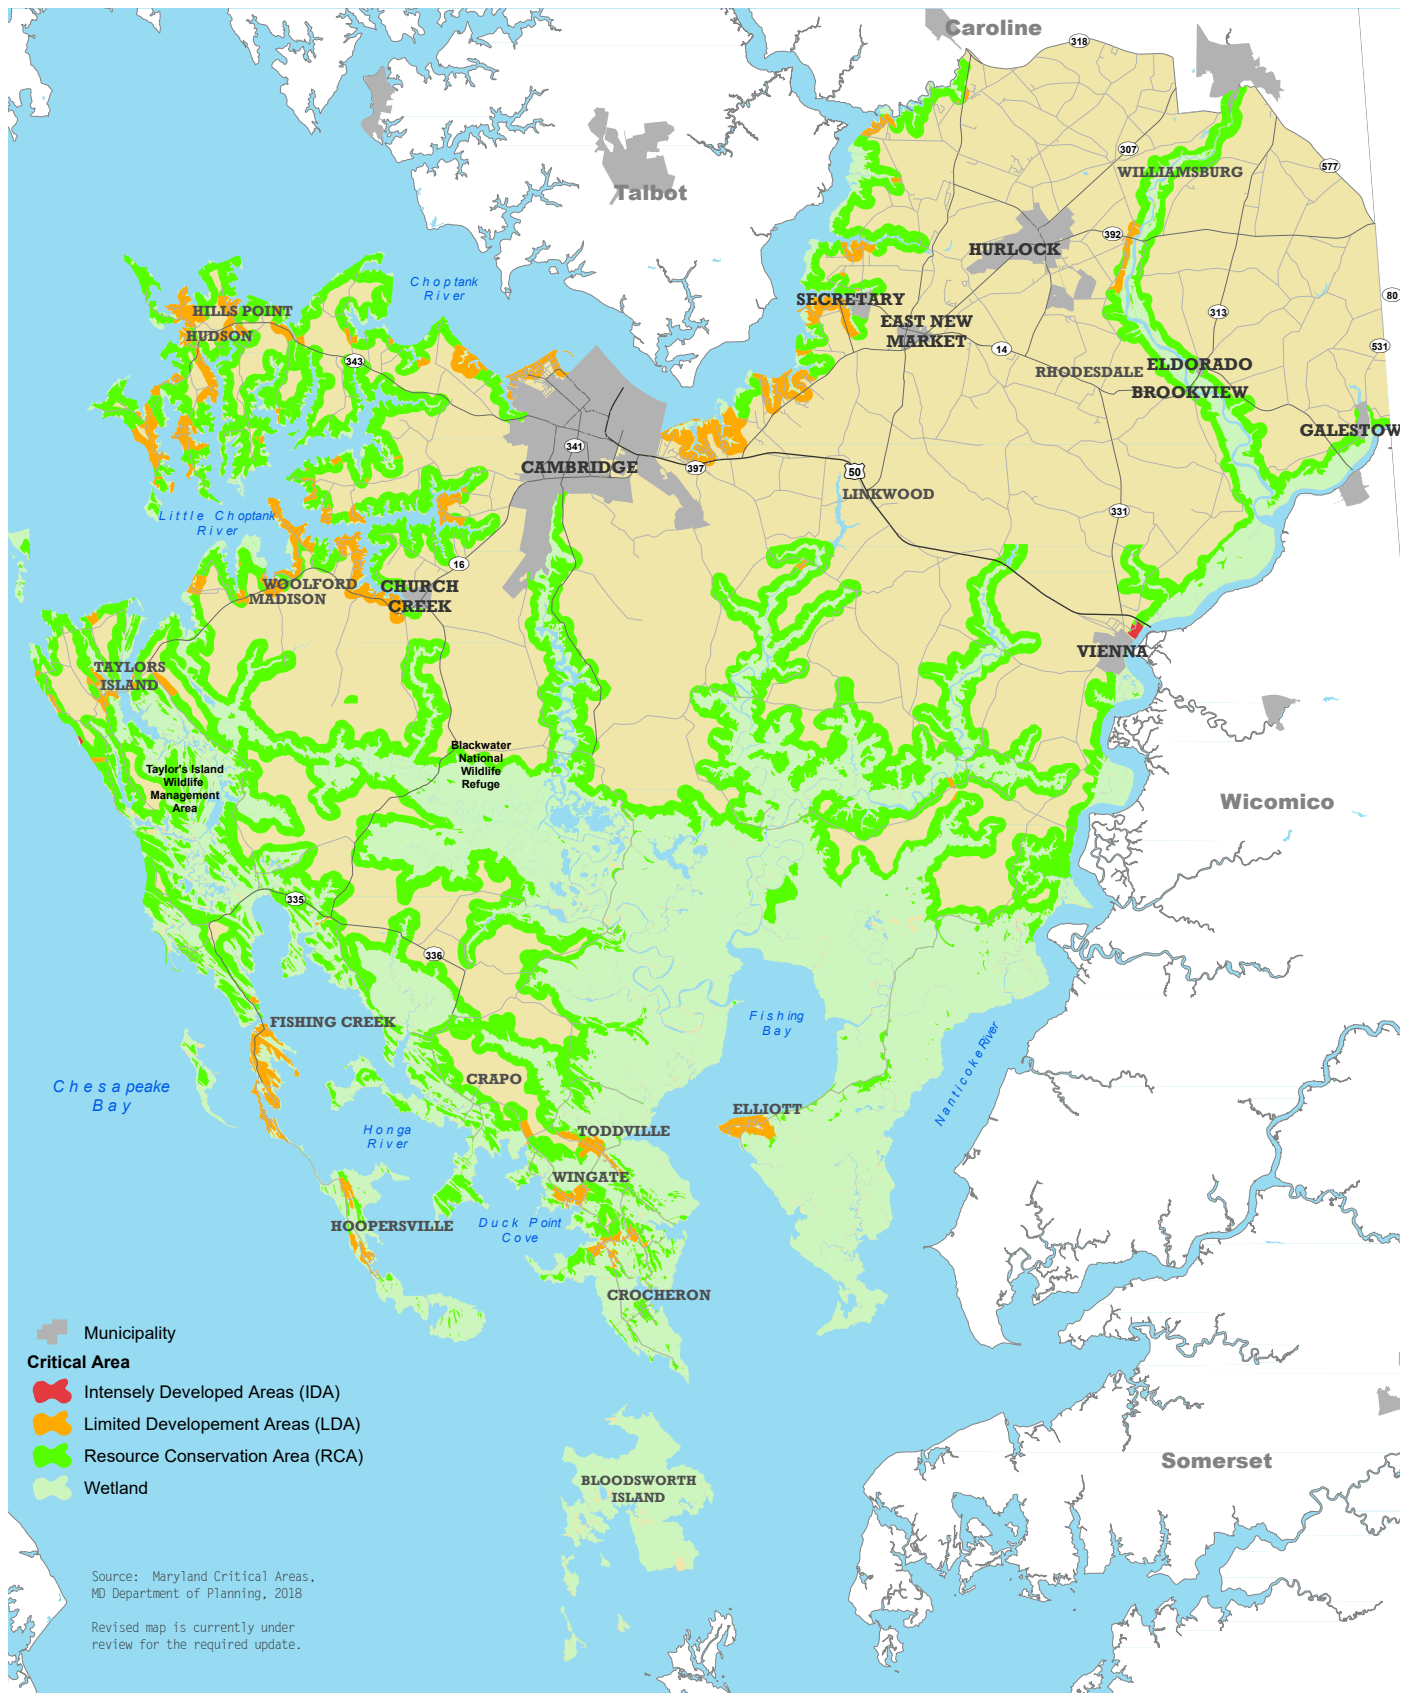 Caroline
318
Talbot
307
WILLIAMSBURG
577
392
HURLOCK
Choptank
River
80
HILLS POINT
HUDSON
SECRETARY
EAST NEW
MARKET
313
14
531
343
RHODESDALE
ELDORADO
BROOKVIEW
GALESTOW
341
CAMBRIDGE
397
50
LINKWOOD
331
Little Choptank
River
16
WOOLFORD
MADISON
CHURCH
CREEK
VIENNA
TAYLORS
ISLAND
Blackwater
National
Wildlife
Refuge
Taylor's Island
Wildlife
Management
Area
Wicomico
335
336
Fishing
Bay
FISHING CREEK
Nanticoke River
Chesapeake
Bay
CRAPO
ELLIOTT
Honga
River
TODDVILLE
WINGATE
HOOPERSVILLE
Duck Point
Cove
CROCHERON
Municipality
Critical Area
Intensely Developed Areas (IDA)
Limited Developement Areas (LDA)
Resource Conservation Area (RCA)
Wetland
BLOODSWORTH
ISLAND
Somerset
Source: Maryland Critical Areas,
MD Department of Planning, 2018
Revised map is currently under
review for the required update.